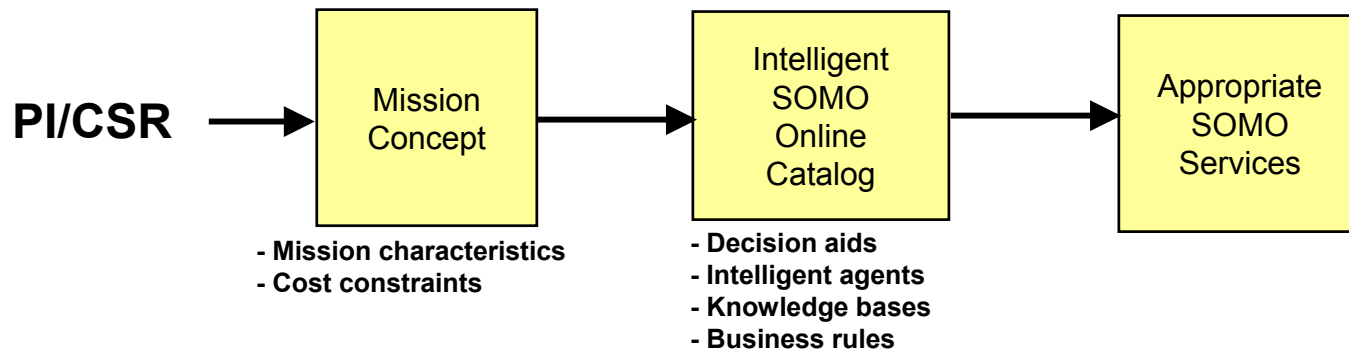 PI/CSR
Mission
Concept
- Mission characteristics
- Cost constraints
Intelligent
SOMO
Online
Catalog
- Decision aids
- Intelligent agents
- Knowledge bases
- Business rules
Appropriate
SOMO
Services